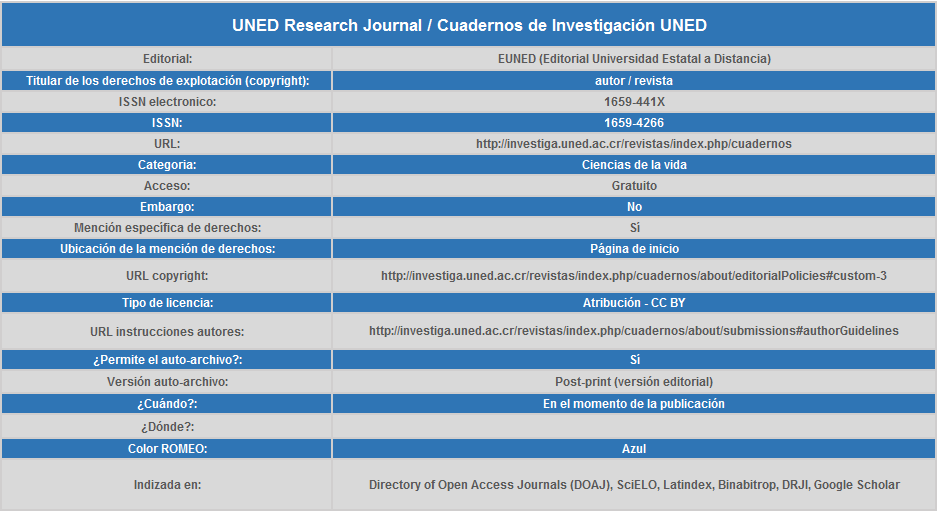 UNED Research Journal / Cuadernos de Investigación UNED
Editorial: EUNED (Editorial Universidad Estatal a Distancia)
Titular de los derechos de explotación (copyright): autor / revista
ISSN electronico: 1659-441X
ISSN: 1659-4266
URL: http://investiga.uned.ac.cr/revistas/index.php/cuadernos
Categoria: Ciencias de la vida
Acceso: Gratuito
Embargo: No
Mención específica de derechos: Sí
Ubicación de la mención de derechos: Página de inicio
URL copyright: http://investiga.uned.ac.cr/revistas/index.php/cuadernos/about/editorialPolicies#custom-3
Tipo de licencia: Atribución - CC BY
URL instrucciones autores: http://investiga.uned.ac.cr/revistas/index.php/cuadernos/about/submissions#authorGuidelines
¿Permite el auto-archivo?: Sí
Versión auto-archivo: Post-print (versión editorial)
¿Cuándo?: En el momento de la publicación
¿Dónde?:
Color ROMEO: Azul
Indizada en: Directory of Open Access Journals (DOAJ), SciELO, Latindex, Binabitrop, DRJI, Google Scholar